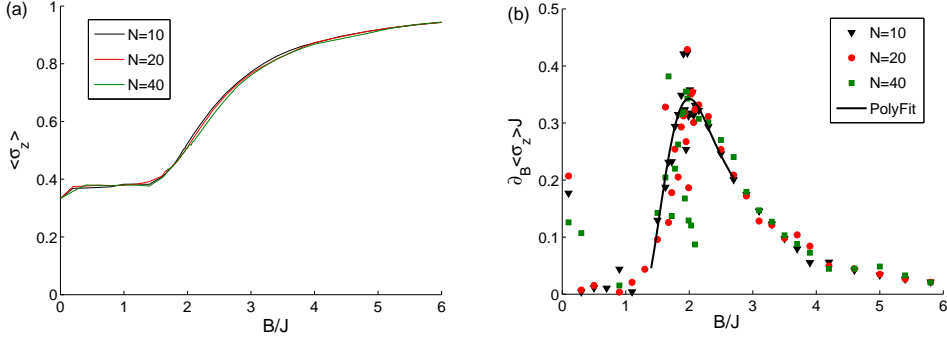 (a)
1
0.8
0.6
0.4
0.2
0
<σz>
N=10
N=20
N=40
0 1 2 3 4 5 6
B/J
(b)
0.5
0.4
0.3
0.2
0.1
0
∂B<σz>J
N=10
N=20
N=40
PolyFit
0 1 2 3 4 5 6
B/J